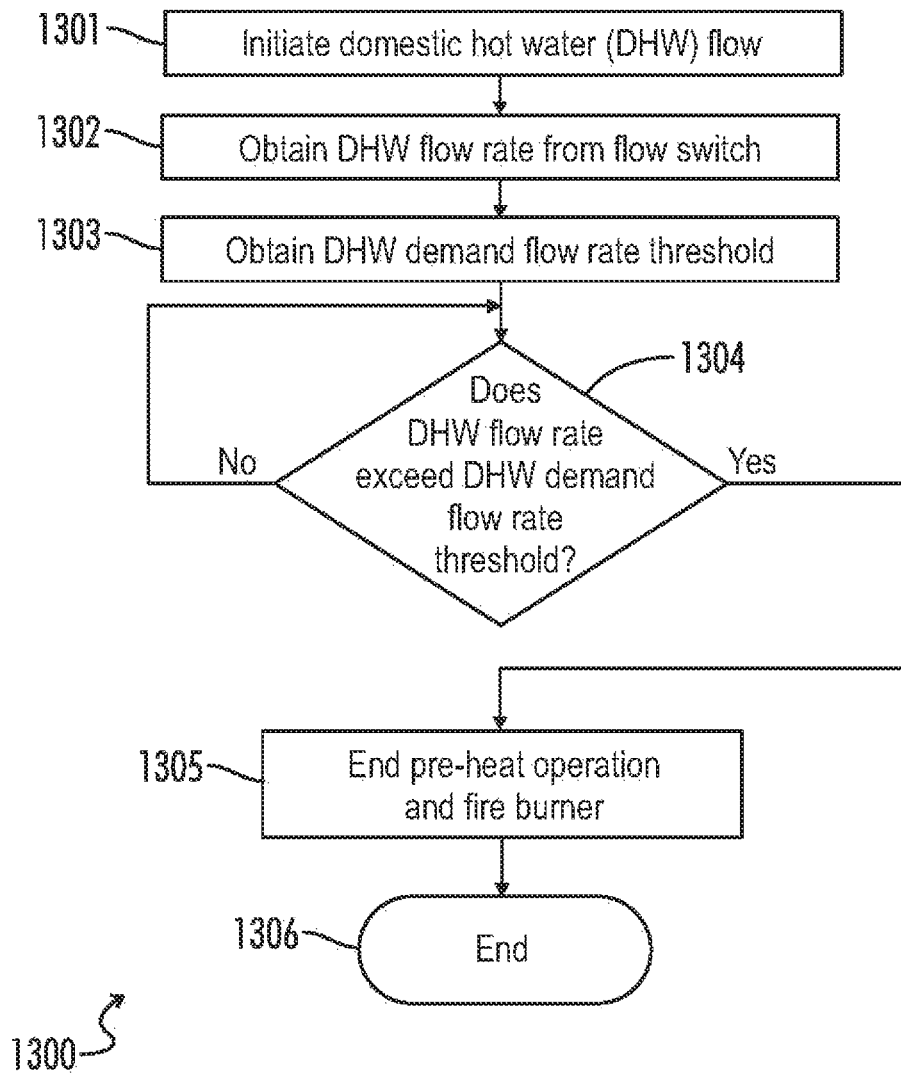 1301
Initiate domestic hot water (DHW) flow
1302
Obtain DHW flow rate from flow switch
1303
Obtain DHW demand flow rate threshold
1304
Does
DHW flow rate
exceed DHW demand
flow rate
threshold?
No
Yes
1305
End pre-heat operation
and fire burner
1306
End
1300